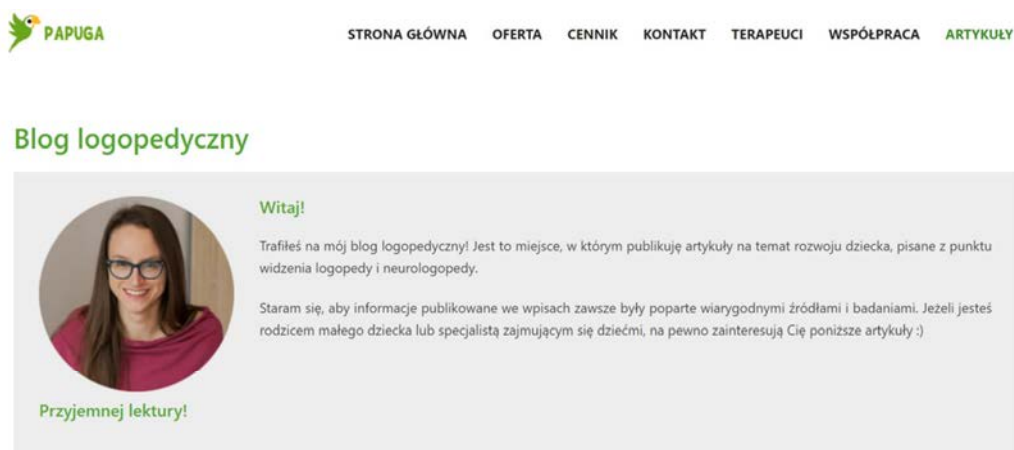 PAPUGA
STRONA GŁÓWNA OFERTA CENNIK KONTAKT TERAPEUCI WSPÓŁPRACA ARTYKUŁY
Blog logopedyczny
Witaj!
Trafiłeś na mój blog logopedyczny! Jest to miejsce, w którym publikuję artykuły na temat rozwoju dziecka, pisane z punktu
widzenia logopedy i neurologopedy.
Staram się, aby informacje publikowane we wpisach zawsze były poparte wiarygodnymi źródłami i badaniami. Jeżeli jesteś
rodzicem małego dziecka lub specjalistą zajmującym się dziećmi, na pewno zainteresują Cię poniższe artykuły :)
Przyjemnej lektury!